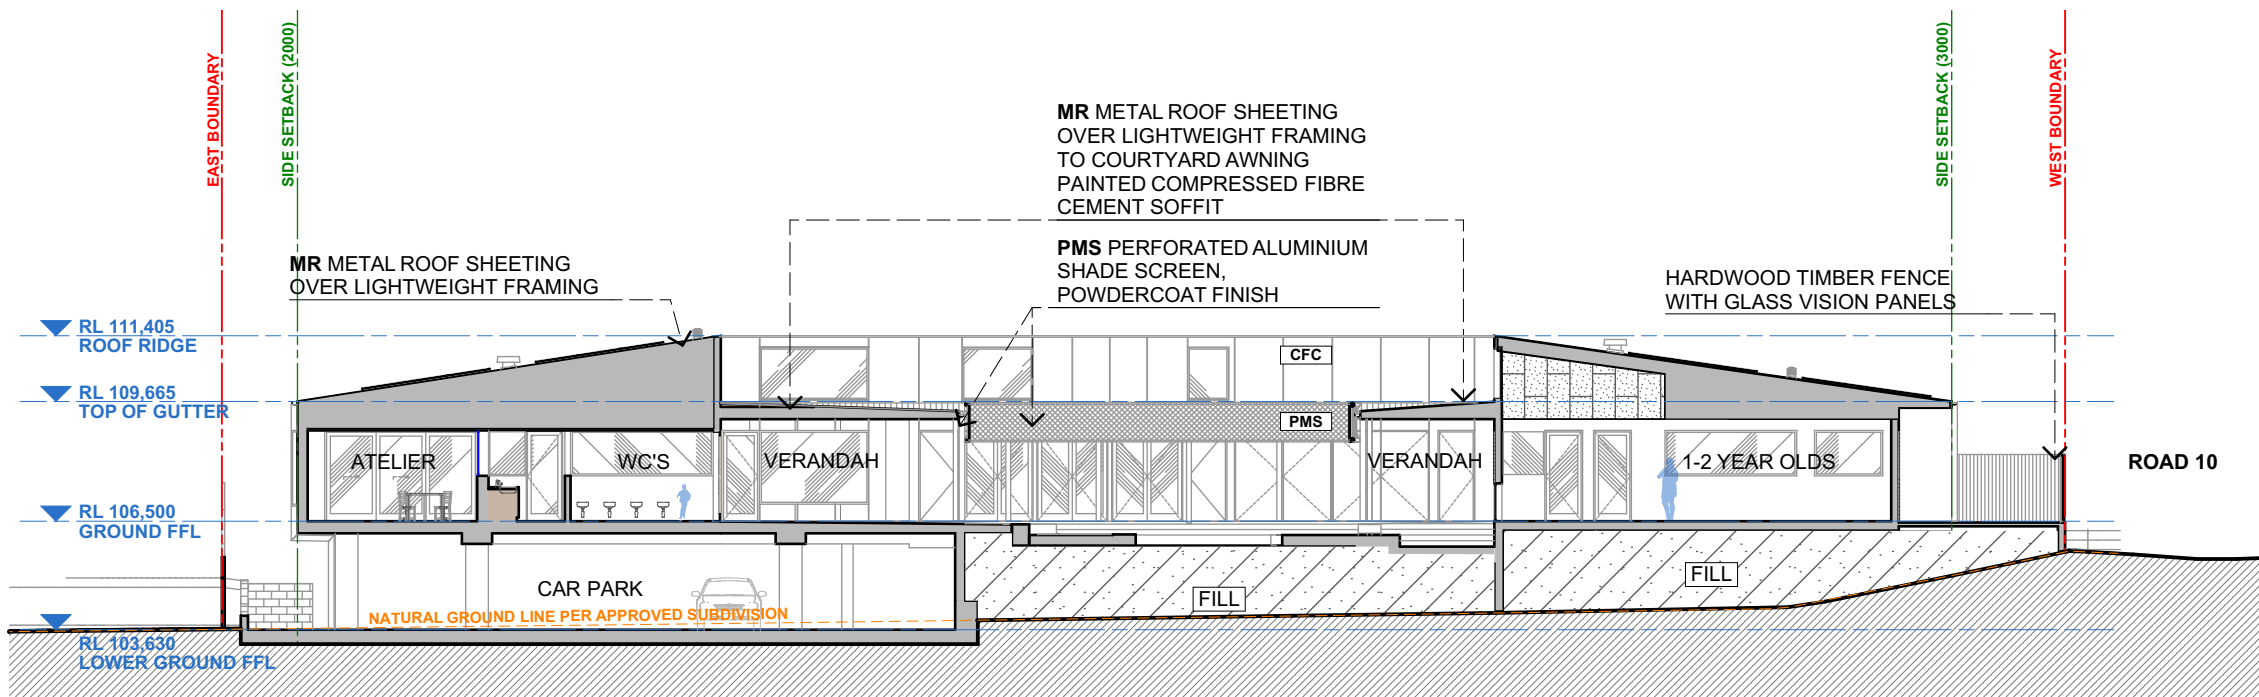 EAST BOUNDARY
SIDE SETBACK (2000)
SIDE SETBACK (3000)
WEST BOUNDARY
MR METAL ROOF SHEETING
OVER LIGHTWEIGHT FRAMING
TO COURTYARD AWNING
PAINTED COMPRESSED FIBRE
CEMENT SOFFIT
PMS PERFORATED ALUMINIUM
SHADE SCREEN,
POWDERCOAT FINISH
MR METAL ROOF SHEETING
OVER LIGHTWEIGHT FRAMING
HARDWOOD TIMBER FENCE
WITH GLASS VISION PANELS
RL 111,405
ROOF RIDGE
CFC
RL 109,665
TOP OF GUTTER
PMS
ATELIER
WC'S
VERANDAH
VERANDAH
1-2 YEAR OLDS
ROAD 10
RL 106,500
GROUND FFL
CAR PARK
FILL
FILL
NATURAL GROUND LINE PER APPROVED SUBDIVISION
RL 103,630
LOWER GROUND FFL